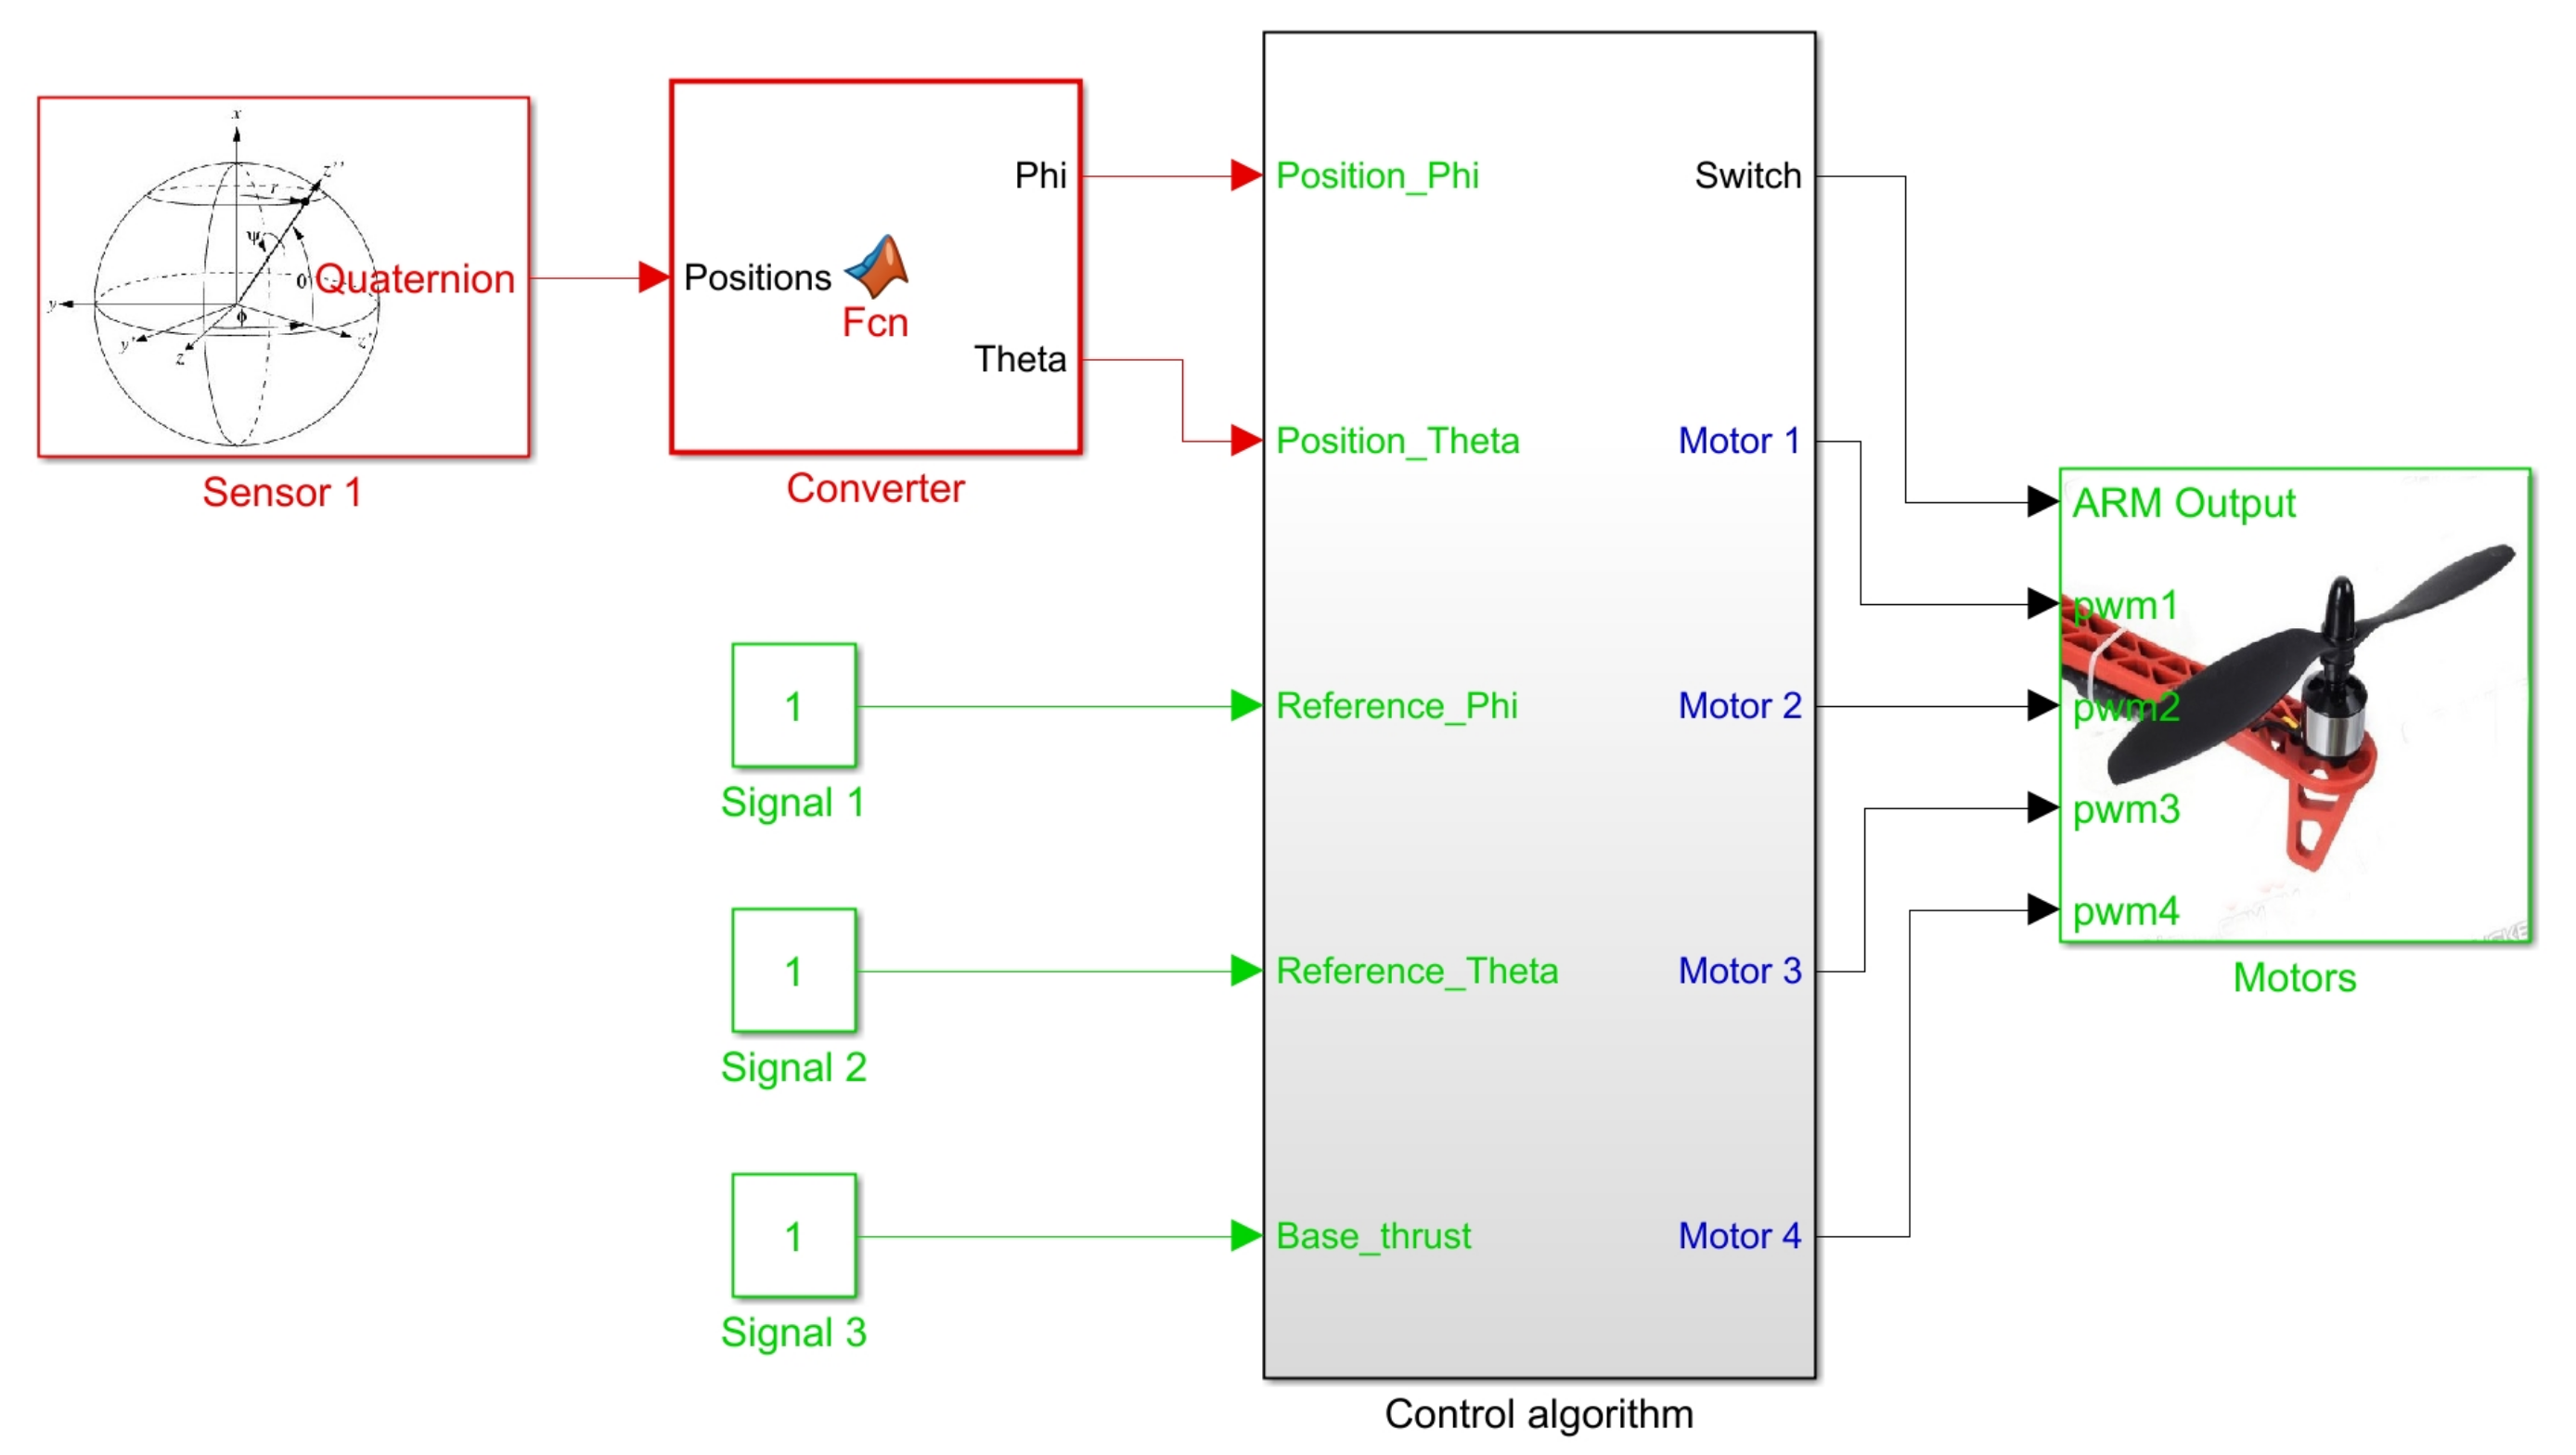 x
z''
r
ψ
θ
Quaternion
y
ϕ
y'
z
z'
Sensor 1
Phi
Positions
Fcn
Theta
Converter
1
Signal 1
1
Signal 2
1
Signal 3
Position_Phi
Switch
Position_Theta
Motor 1
Reference_Phi
Motor 2
Reference_Theta
Motor 3
Base_thrust
Motor 4
Control algorithm
ARM Output
pwm1
pwm2
pwm3
pwm4
Motors